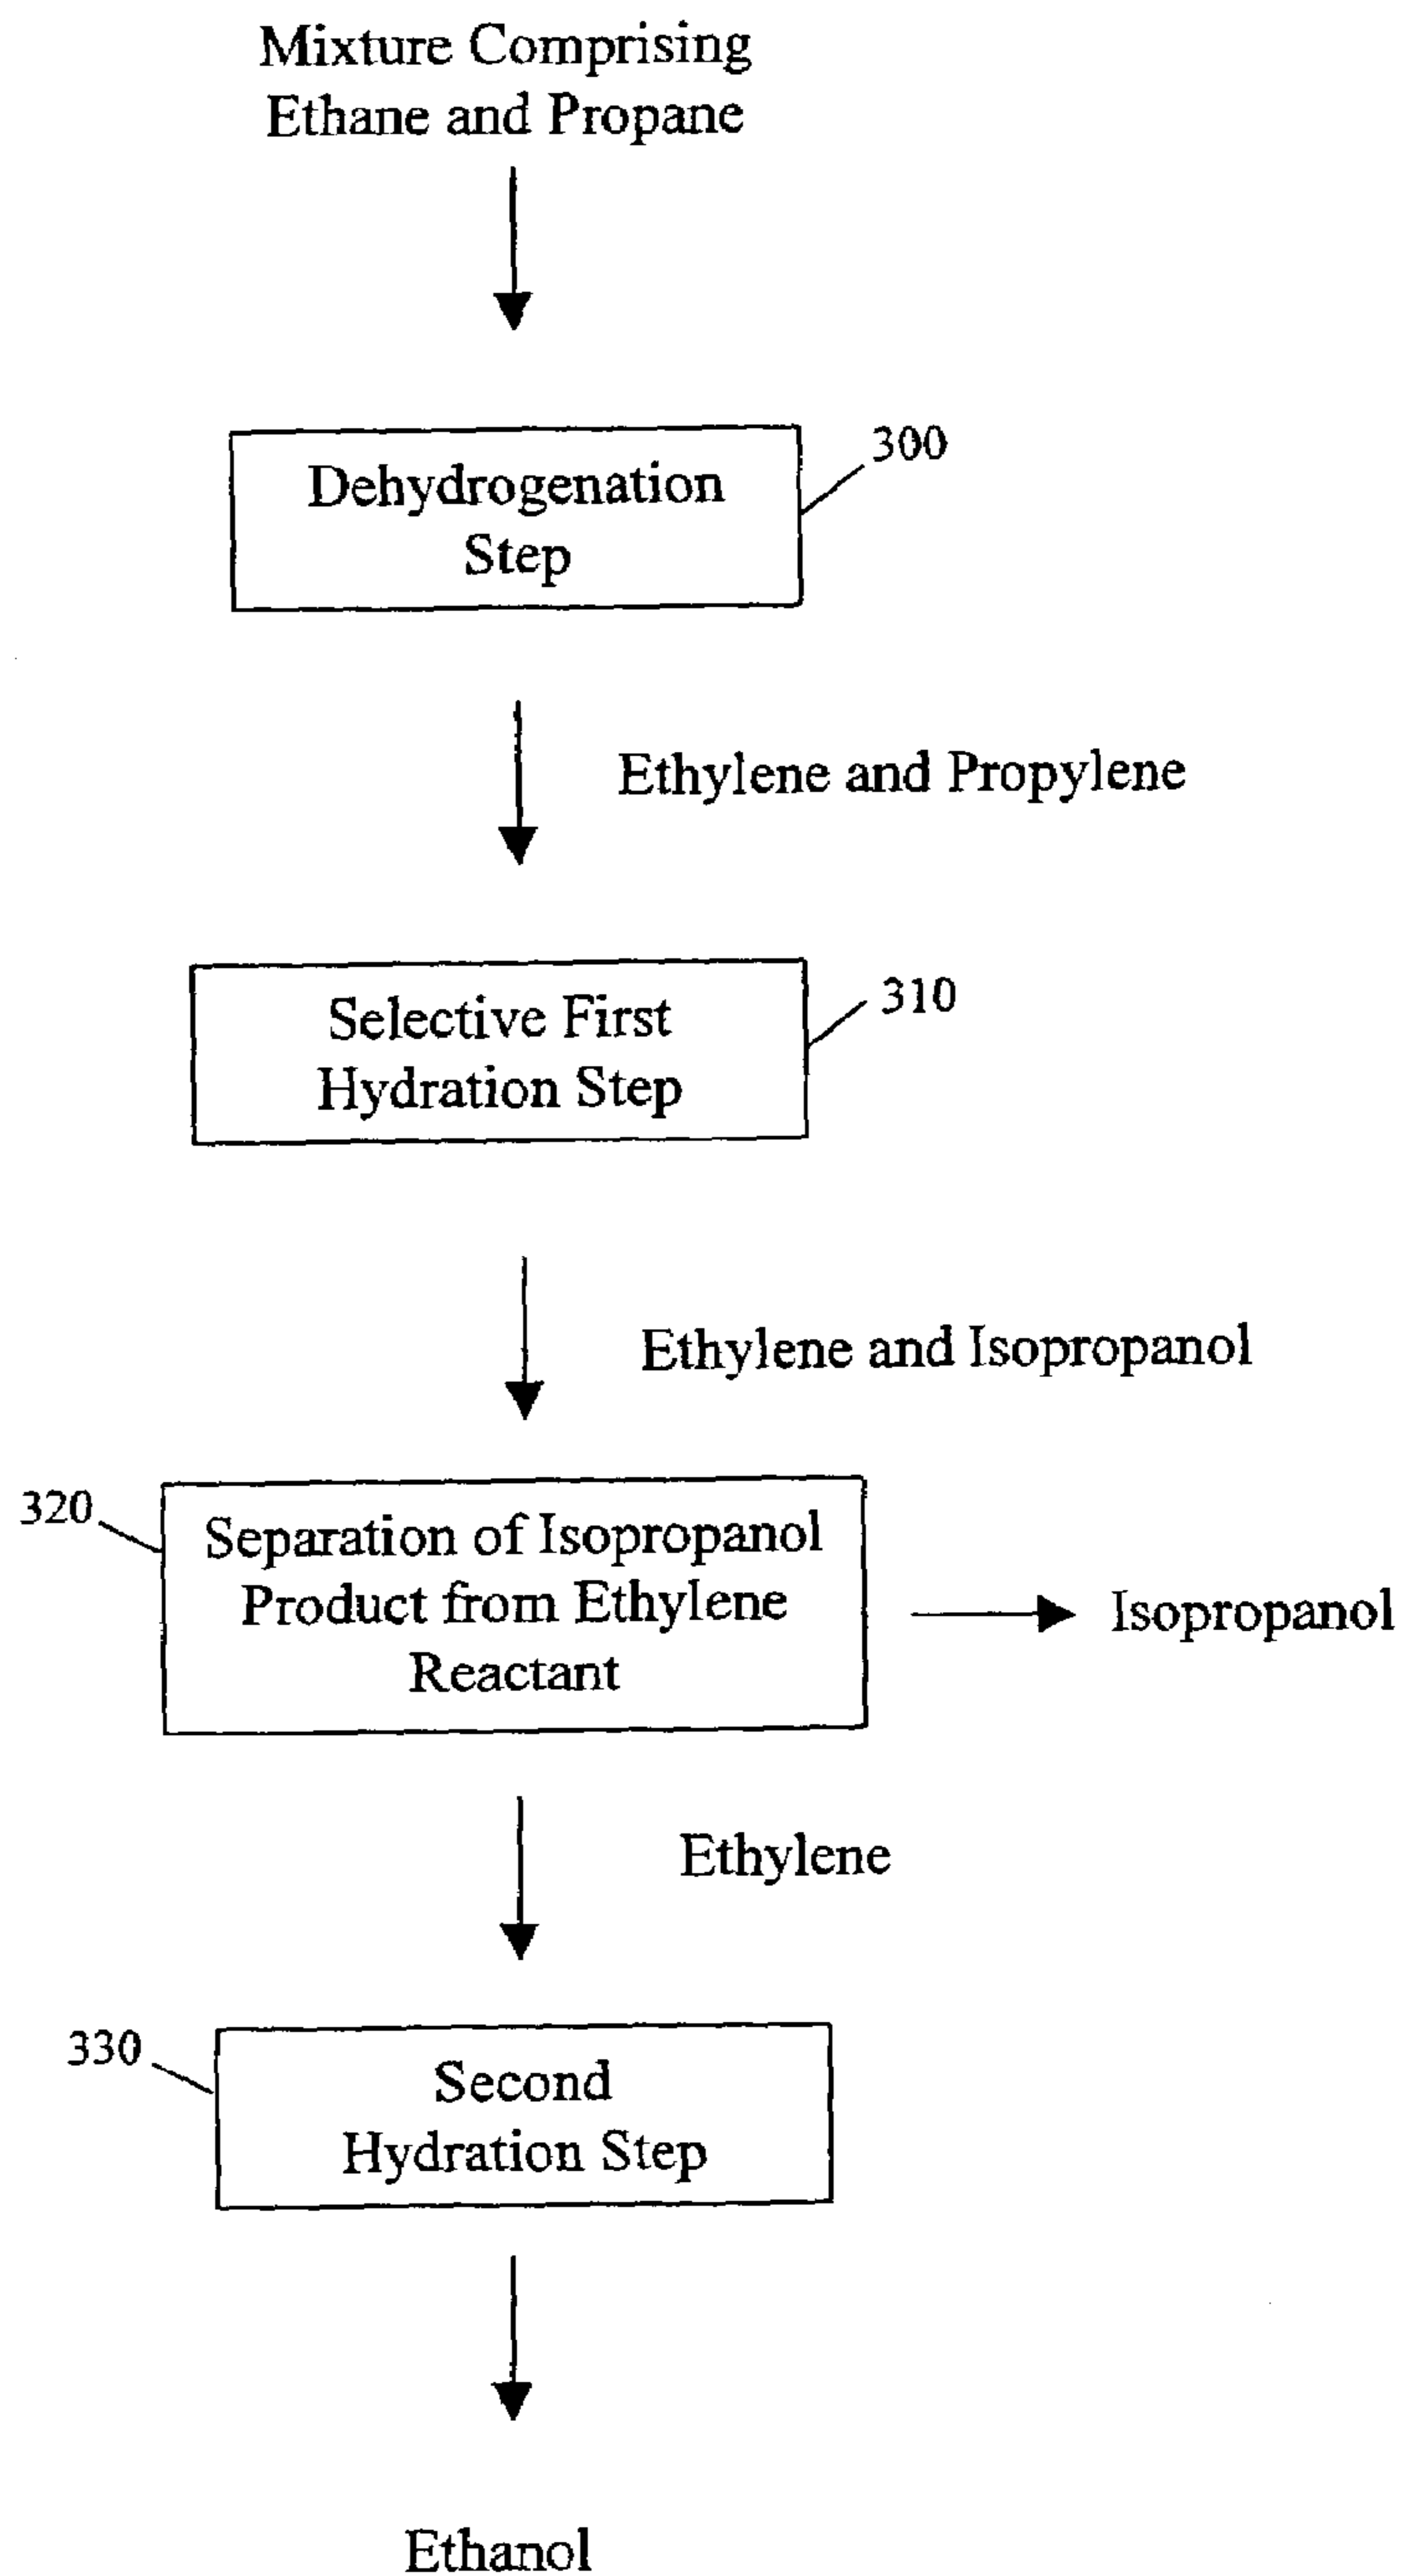 Mixture Comprising
Ethane and Propane
300
Dehydrogenation
Step
Ethylene and Propylene
310
Selective First
Hydration Step
Ethylene and Isopropanol
320
Separation of Isopropanol
Product from Ethylene
Reactant
Isopropanol
Ethylene
330
Second
Hydration Step
Ethanol